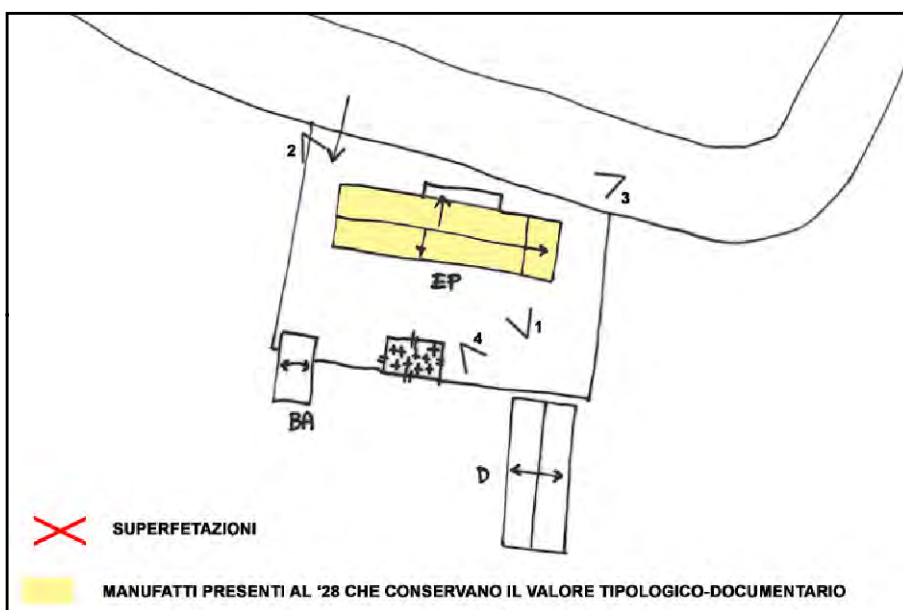 2
3
EP
1
4
BA
D
SUPERFETAZIONI
MANUFATTI PRESENTI AL '28 CHE CONSERVANO IL VALORE TIPOLOGICO-DOCUMENTARIO